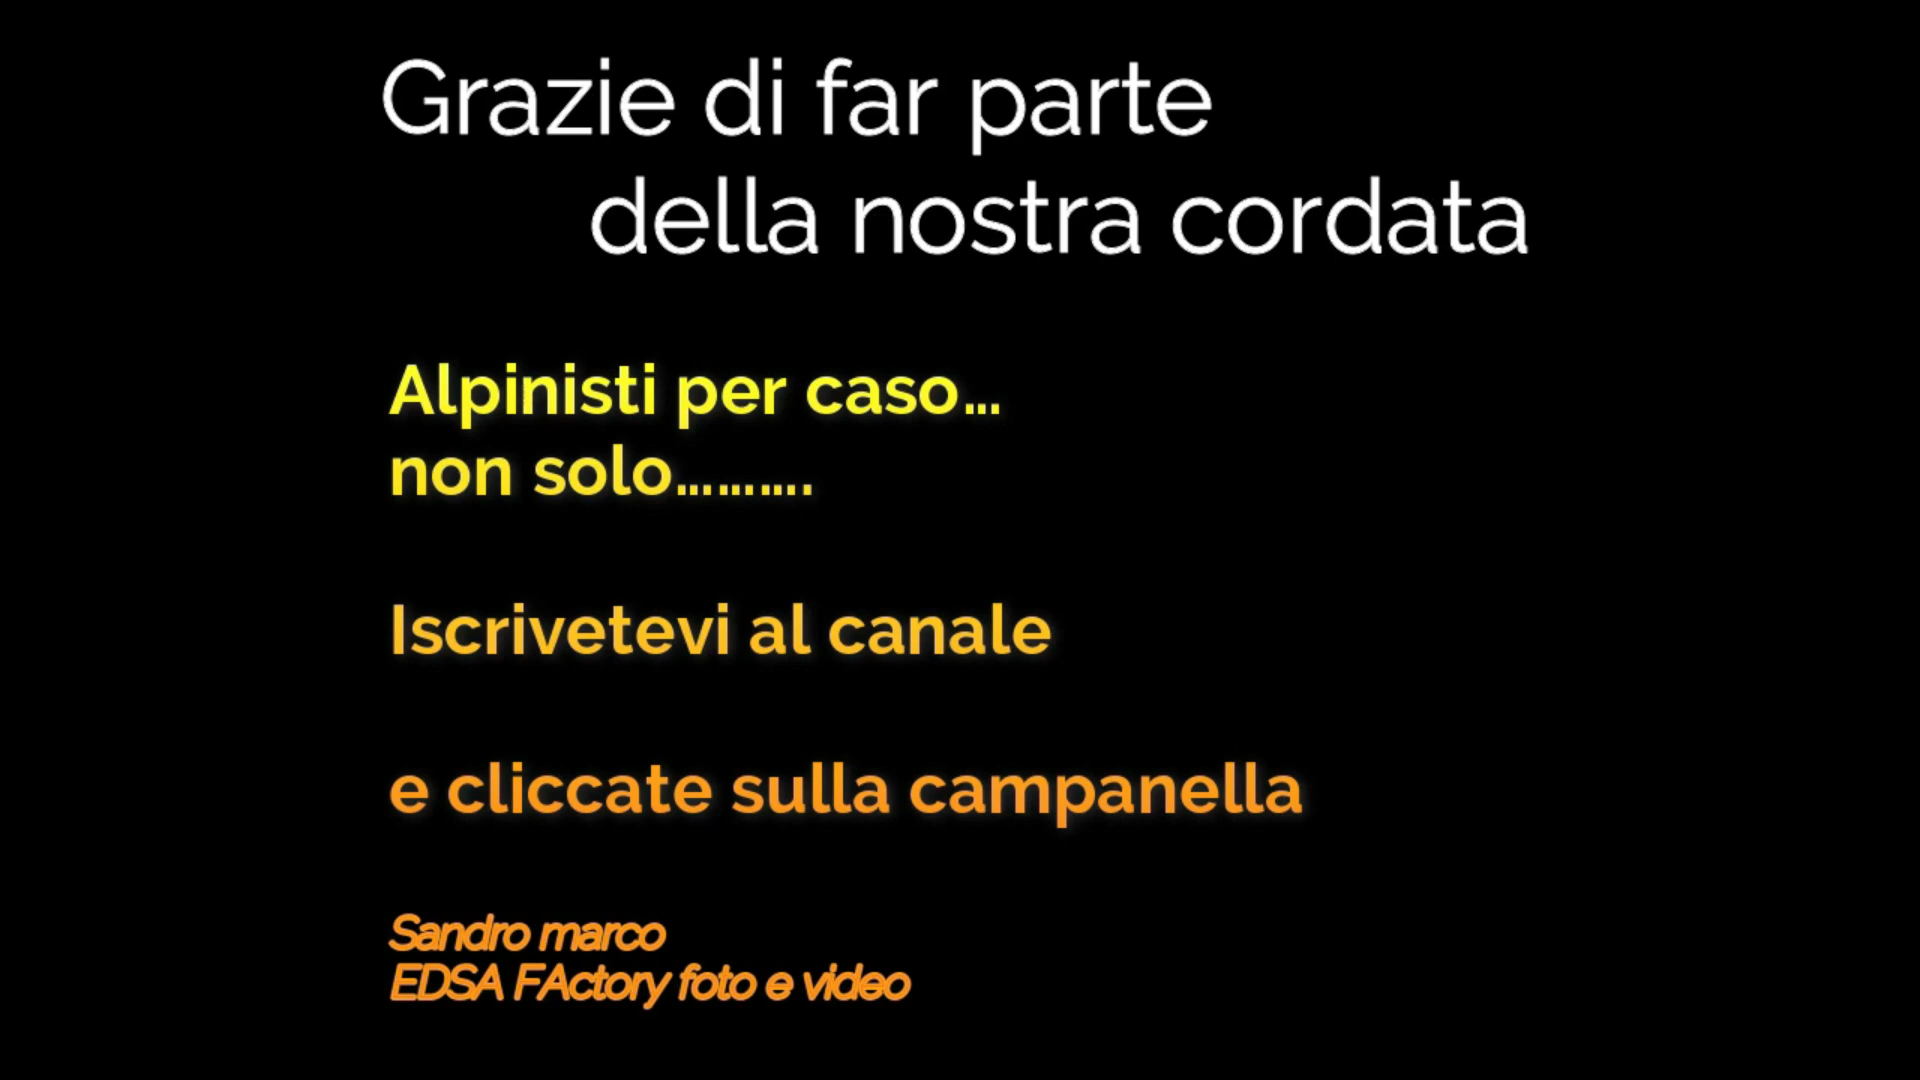 Grazie di far parte
della nostra cordata
Alpinisti per caso...
non solo..........
Iscrivetevi al canale
e cliccate sulla campanella
Sandro marco
EDSA FActory foto e video